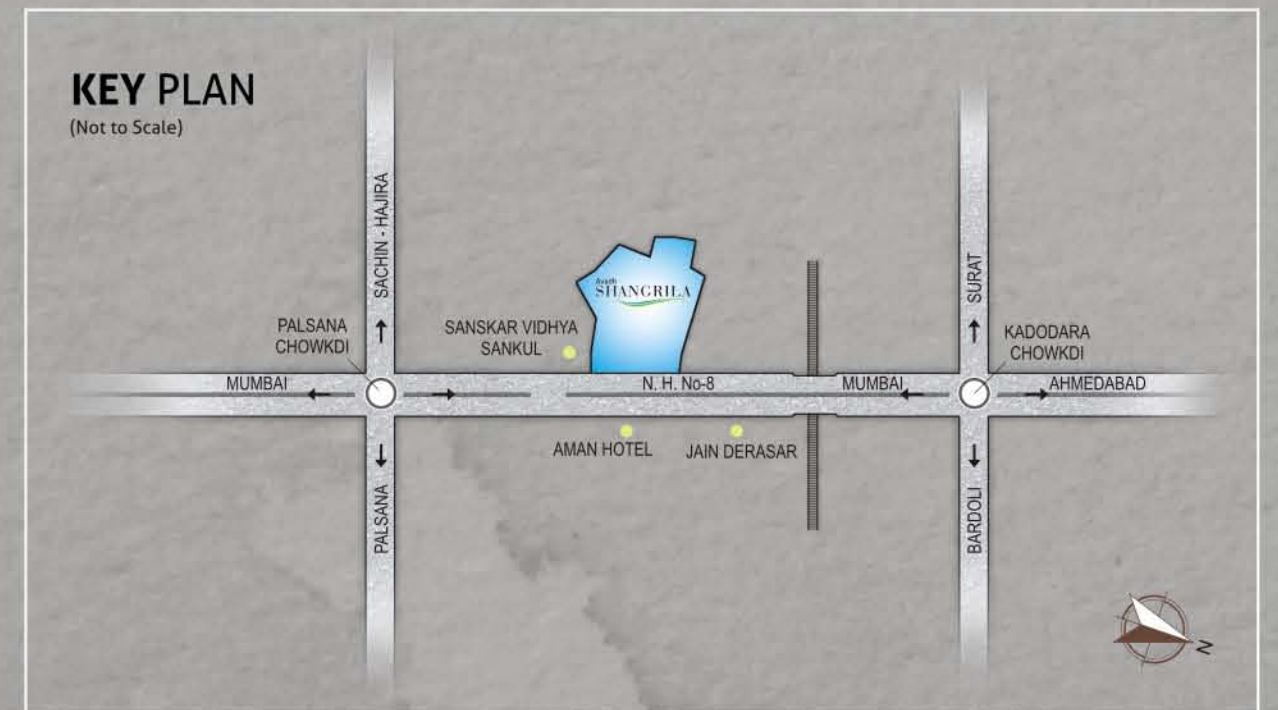 KEY PLAN
(Not to Scale)
SACHIN - HAJIRA
SURAT
Avadh
SHANGRILA
PALSANA
CHOWKDI
SANSKAR VIDHYA
SANKUL
KADODARA
CHOWKDI
MUMBAI
N. H. No-8
MUMBAI
AHMEDABAD
AMAN HOTEL
JAIN DERASAR
PALSANA
BARDOLI
N